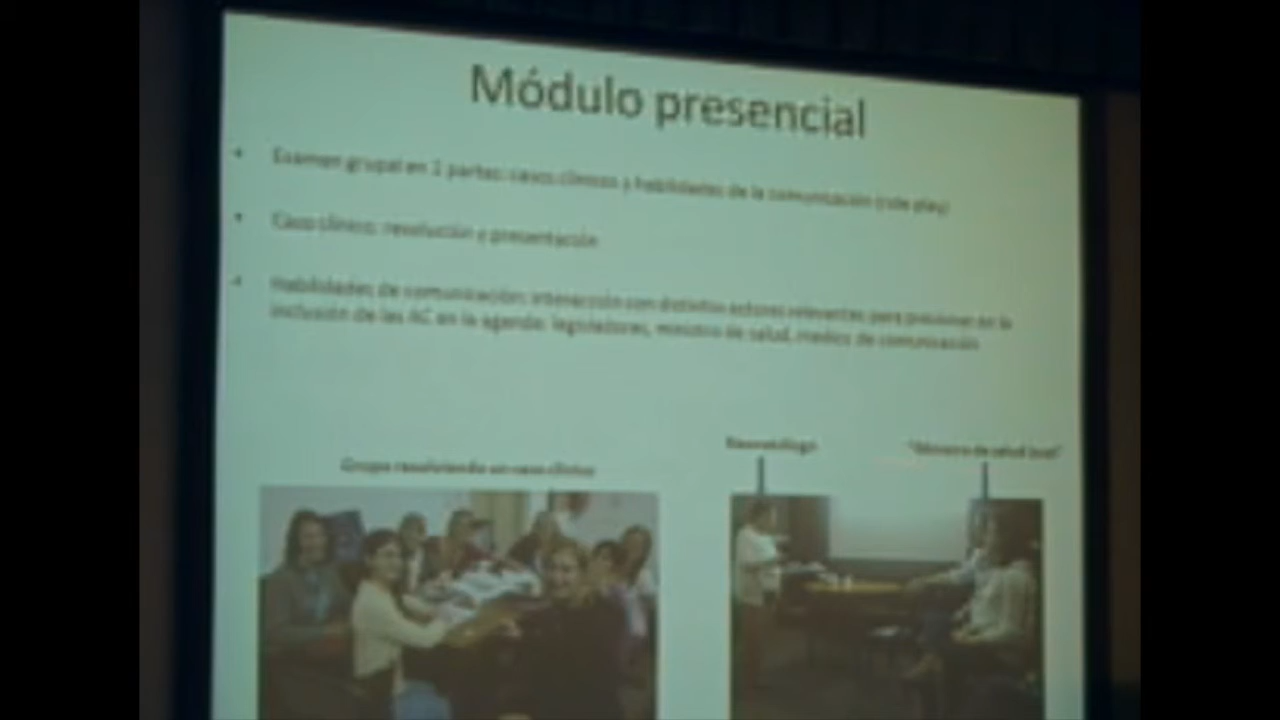 Módulo presencial
• Examen grupal en 2 partes: casos clínicos y habilidades de la comunicación (role play)
• Caso clínico: resolución y presentación
• Habilidades de comunicación: interacción con distintos actores relevantes para presionar en la
inclusión de las AC en la agenda: legisladores, ministro de salud, medios de comunicación
Grupo resolviendo un caso clínico
Reumatólogo
"Ministro de salud